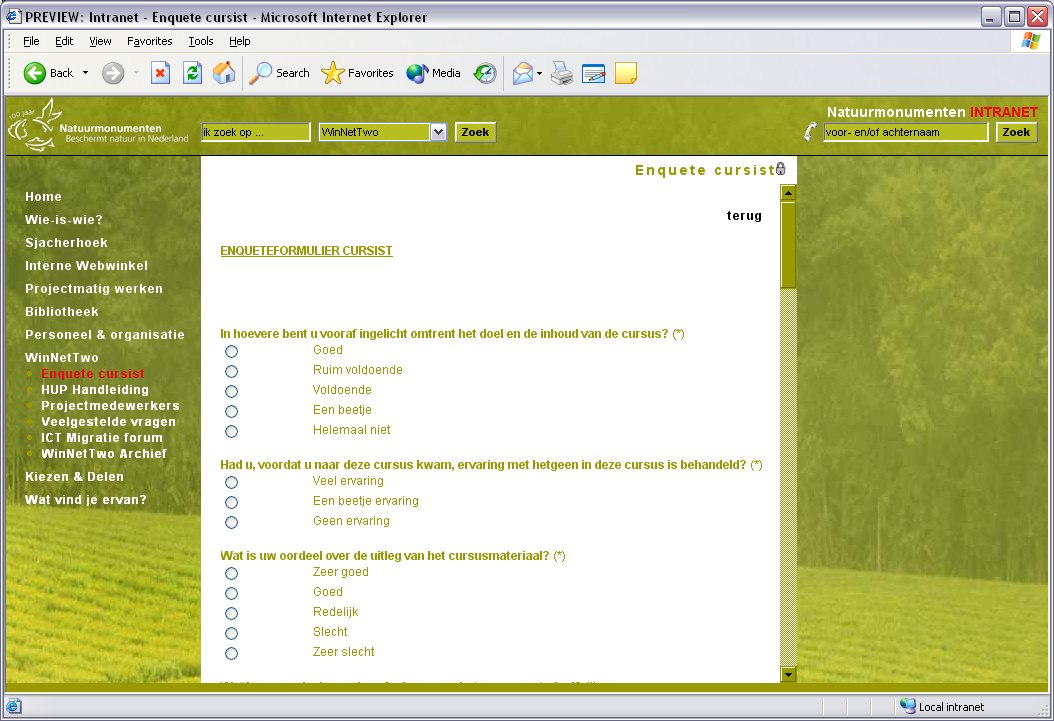 PREVIEW: Intranet - Enquete cursist - Microsoft Internet Explorer
File Edit View Favorites Tools Help
Back Search Favorites Media
100 jaar
Natuurmonumenten
Beschermt natuur in Nederland
ik zoek op ... WinNetTwo Zoek
Natuurmonumenten INTRANET
voor- en/of achternaam Zoek
Enquete cursist
terug
Home
Wie-is-wie?
Sjacherhoek
Interne Webwinkel
Projectmatig werken
Bibliotheek
Personeel & organisatie
WinNetTwo
Enquete cursist
HUP Handleiding
Projectmedewerkers
Veelgestelde vragen
ICT Migratie forum
WinNetTwo Archief
Kiezen & Delen
Wat vind je ervan?
ENQUETEFORMULIER CURSIST
In hoevere bent u vooraf ingelicht omtrent het doel en de inhoud van de cursus? (*)
Goed
Ruim voldoende
Voldoende
Een beetje
Helemaal niet
Had u, voordat u naar deze cursus kwam, ervaring met hetgeen in deze cursus is behandeld? (*)
Veel ervaring
Een beetje ervaring
Geen ervaring
Wat is uw oordeel over de uitleg van het cursusmateriaal? (*)
Zeer goed
Goed
Redelijk
Slecht
Zeer slecht
Local intranet